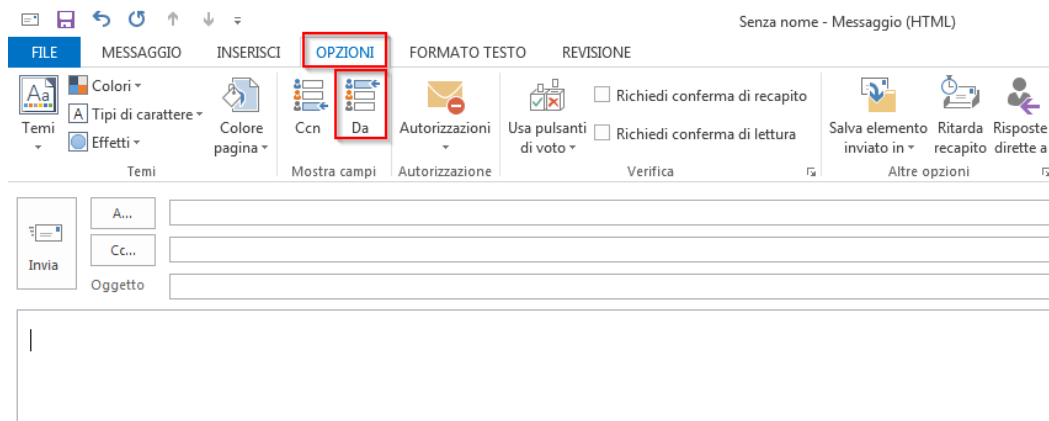 Senza nome - Messaggio (HTML)
FILE MESSAGGIO INSERISCI OPZIONI FORMATO TESTO REVISIONE
Aa
Temi
Colori
A Tipi di carattere
Effetti
Colore
pagina
Temi
Ccn
Da
Mostra campi
Autorizzazioni
Autorizzazione
Usa pulsanti
di voto
Richiedi conferma di recapito
Richiedi conferma di lettura
Verifica
Salva elemento
inviato in
Ritarda
recapito
Risposte
dirette a
Altre opzioni
Invia
A...
Cc...
Oggetto